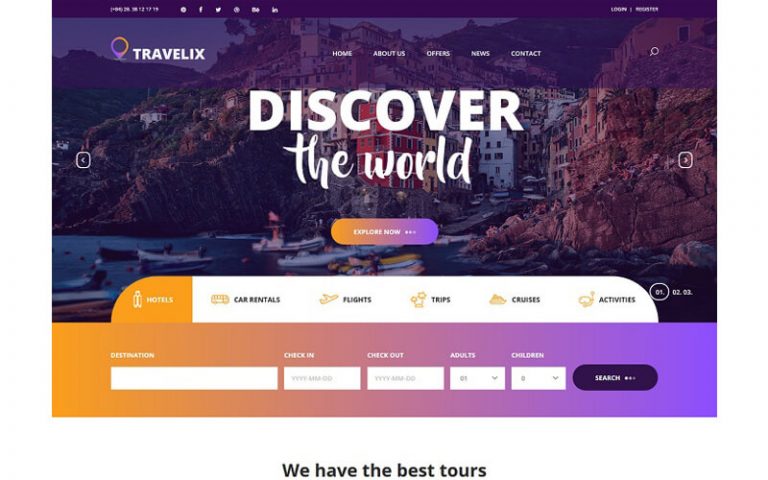 (+84) 28. 38 12 17 19
LOGIN | REGISTER
TRAVELIX
HOME ABOUT US OFFERS NEWS CONTACT
DISCOVER
the world
EXPLORE NOW
HOTELS CAR RENTALS FLIGHTS TRIPS CRUISES ACTIVITIES
01. 02. 03.
DESTINATION CHECK IN CHECK OUT ADULTS CHILDREN
YYYY-MM-DD YYYY-MM-DD 01 0 SEARCH
We have the best tours